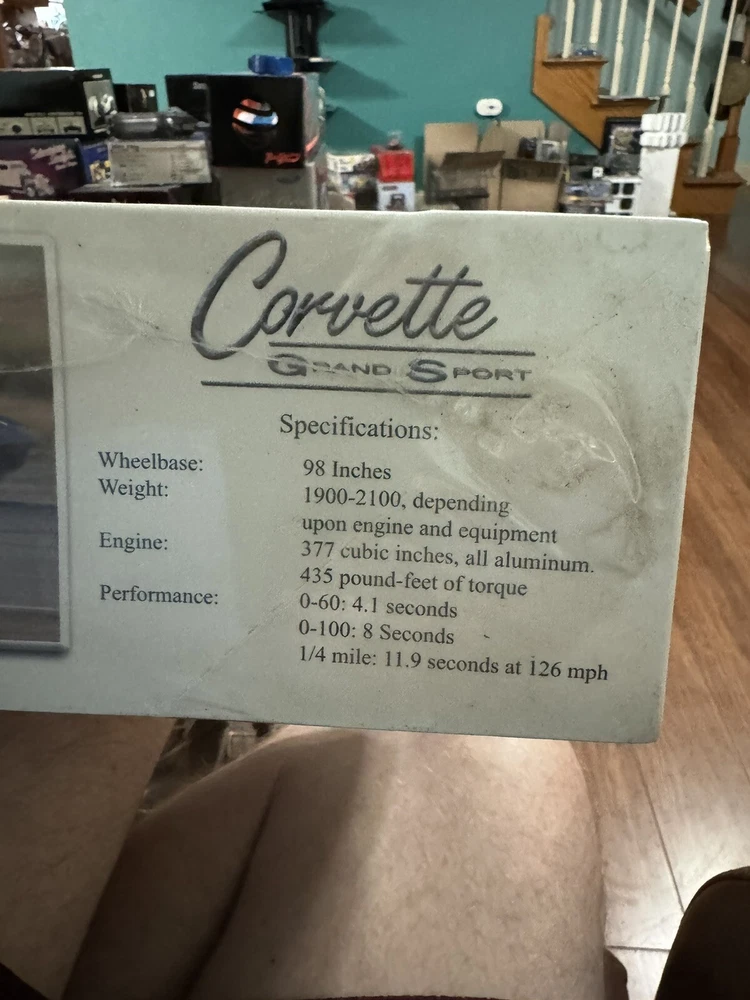 Corvette
GRAND SPORT
Specifications:
Wheelbase: 98 Inches
Weight: 1900-2100, depending
upon engine and equipment
Engine: 377 cubic inches, all aluminum.
435 pound-feet of torque
Performance: 0-60: 4.1 seconds
0-100: 8 Seconds
1/4 mile: 11.9 seconds at 126 mph